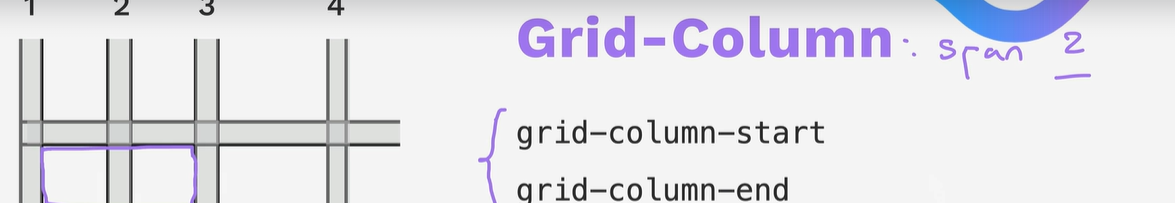 1 2 3 4
Grid-Column: span 2
grid-column-start
grid-column-end